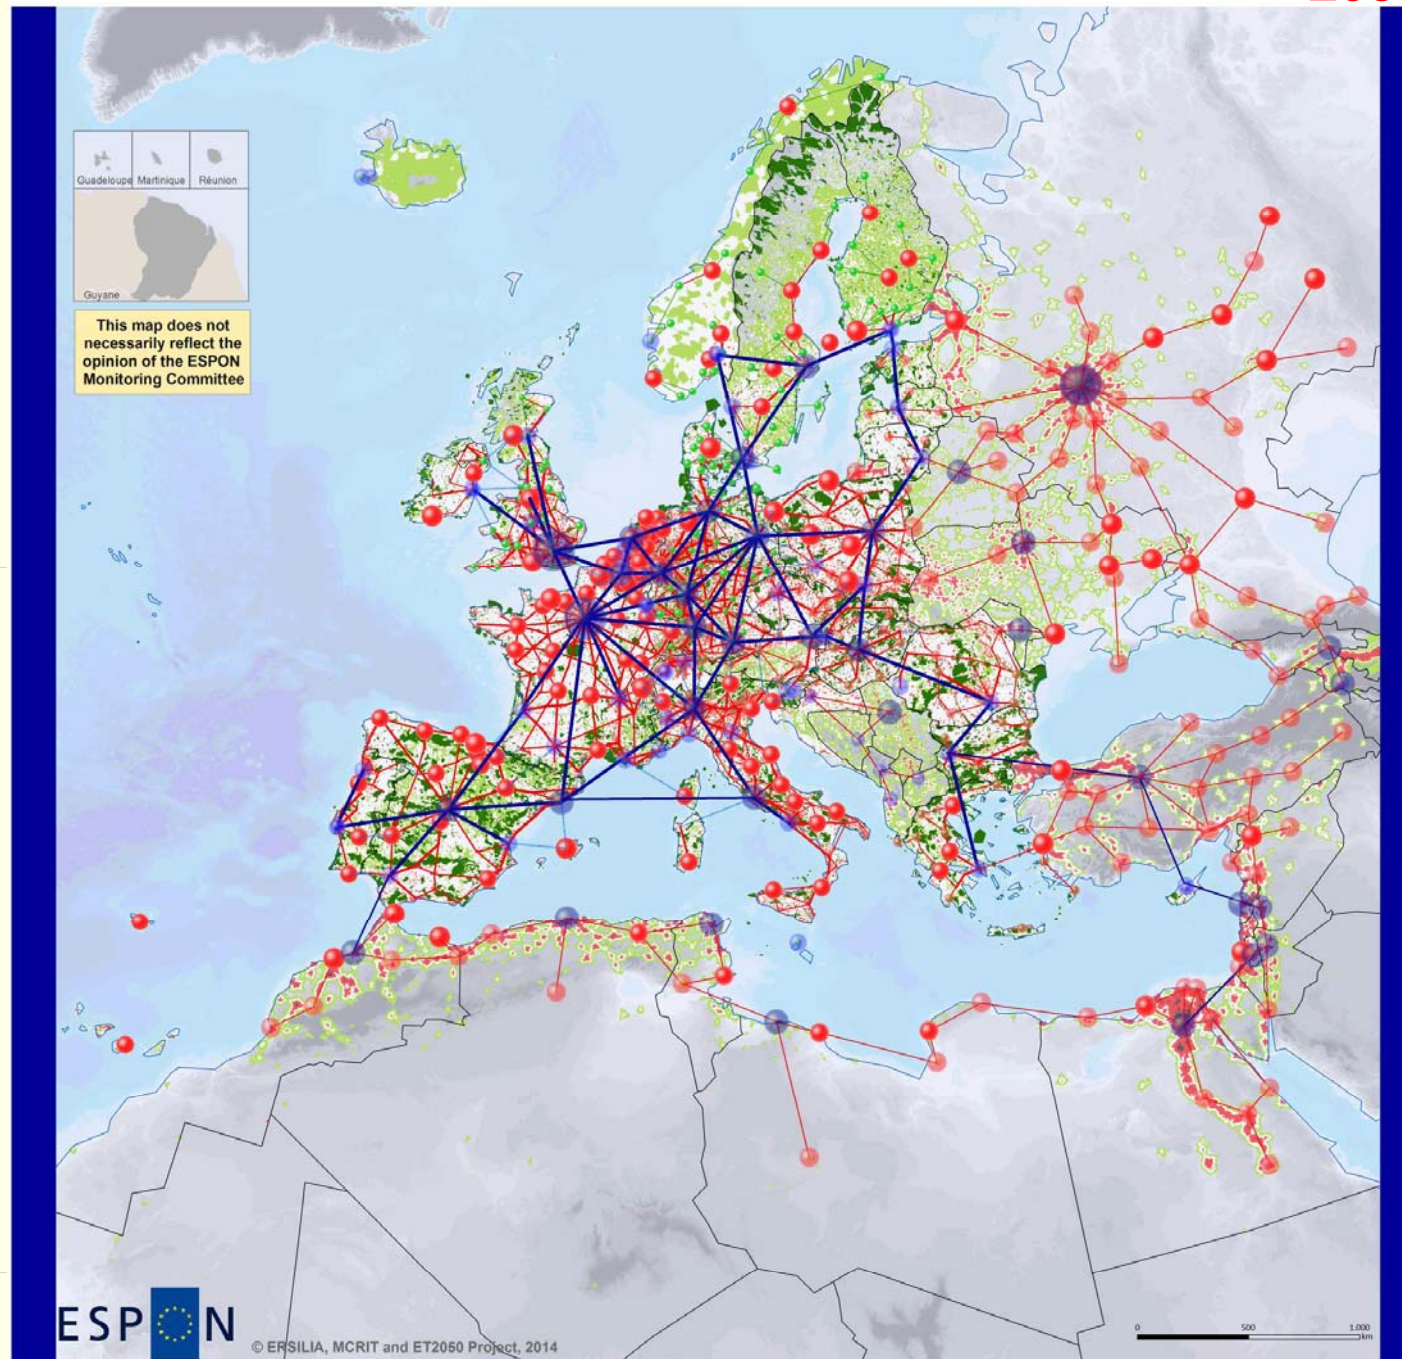 Guadeloupe
Martinique
Réunion
Guyane
This map does not
necessarily reflect the
opinion of the ESPON
Monitoring Committee
ESPON
© ERSILIA, MCRIT and ET2050 Project, 2014
0 500 1.000
km